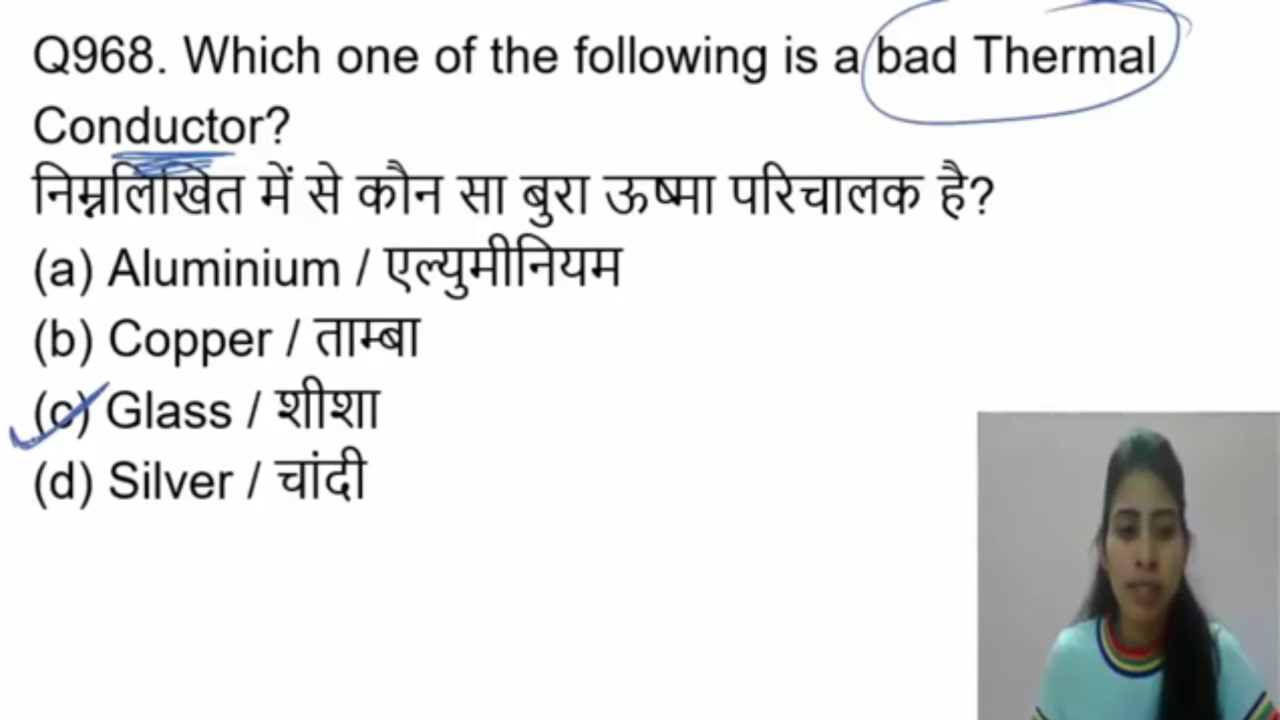 Q968. Which one of the following is a bad Thermal
Conductor?
निम्नलिखित में से कौन सा बुरा ऊष्मा परिचालक है?
(a) Aluminium / एल्युमीनियम
(b) Copper / ताम्बा
(c) Glass / शीशा
(d) Silver / चांदी